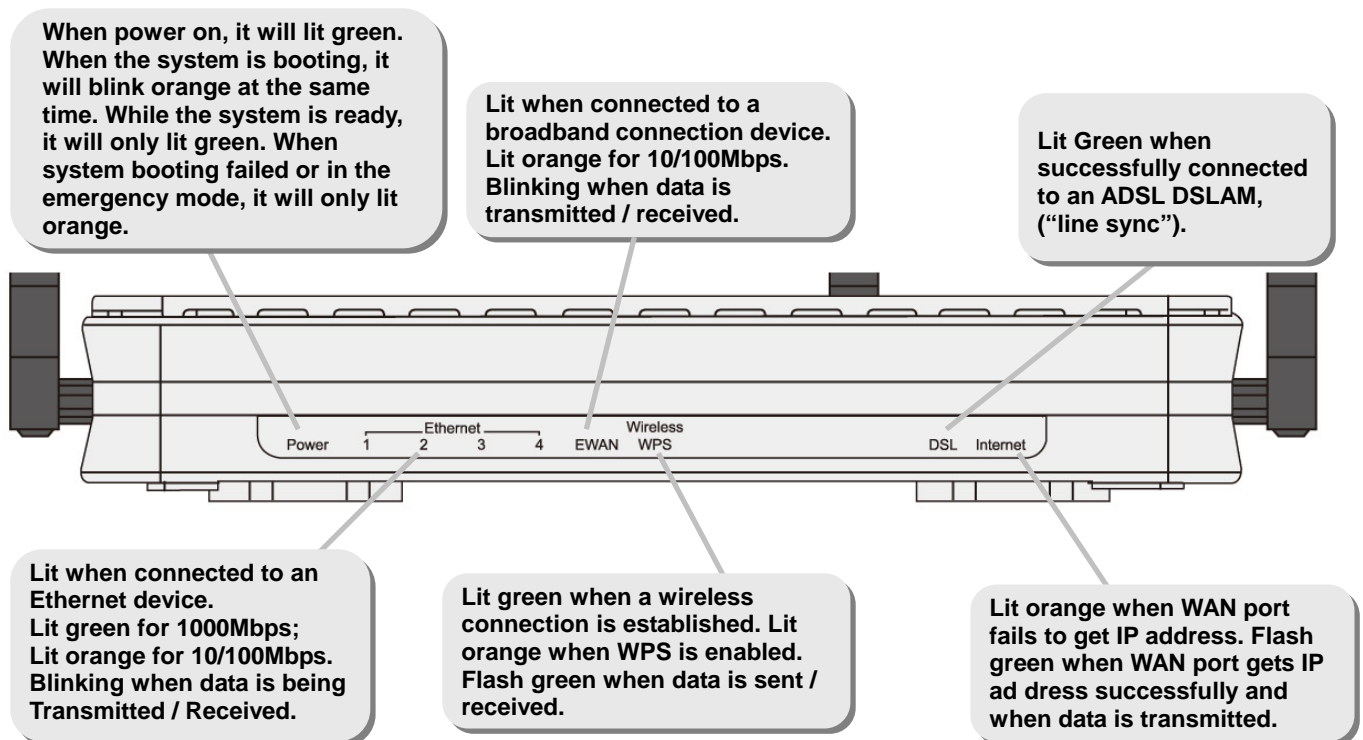 When power on, it will lit green.
When the system is booting, it
will blink orange at the same
time. While the system is ready,
it will only lit green. When
system booting failed or in the
emergency mode, it will only lit
orange.
Lit when connected to a
broadband connection device.
Lit orange for 10/100Mbps.
Blinking when data is
transmitted / received.
Lit Green when
successfully connected
to an ADSL DSLAM,
(“line sync”).
Ethernet
Wireless
Power 1 2 3 4 EWAN WPS DSL Internet
Lit when connected to an
Ethernet device.
Lit green for 1000Mbps;
Lit orange for 10/100Mbps.
Blinking when data is being
Transmitted / Received.
Lit green when a wireless
connection is established. Lit
orange when WPS is enabled.
Flash green when data is sent /
received.
Lit orange when WAN port
fails to get IP address. Flash
green when WAN port gets IP
ad dress successfully and
when data is transmitted.